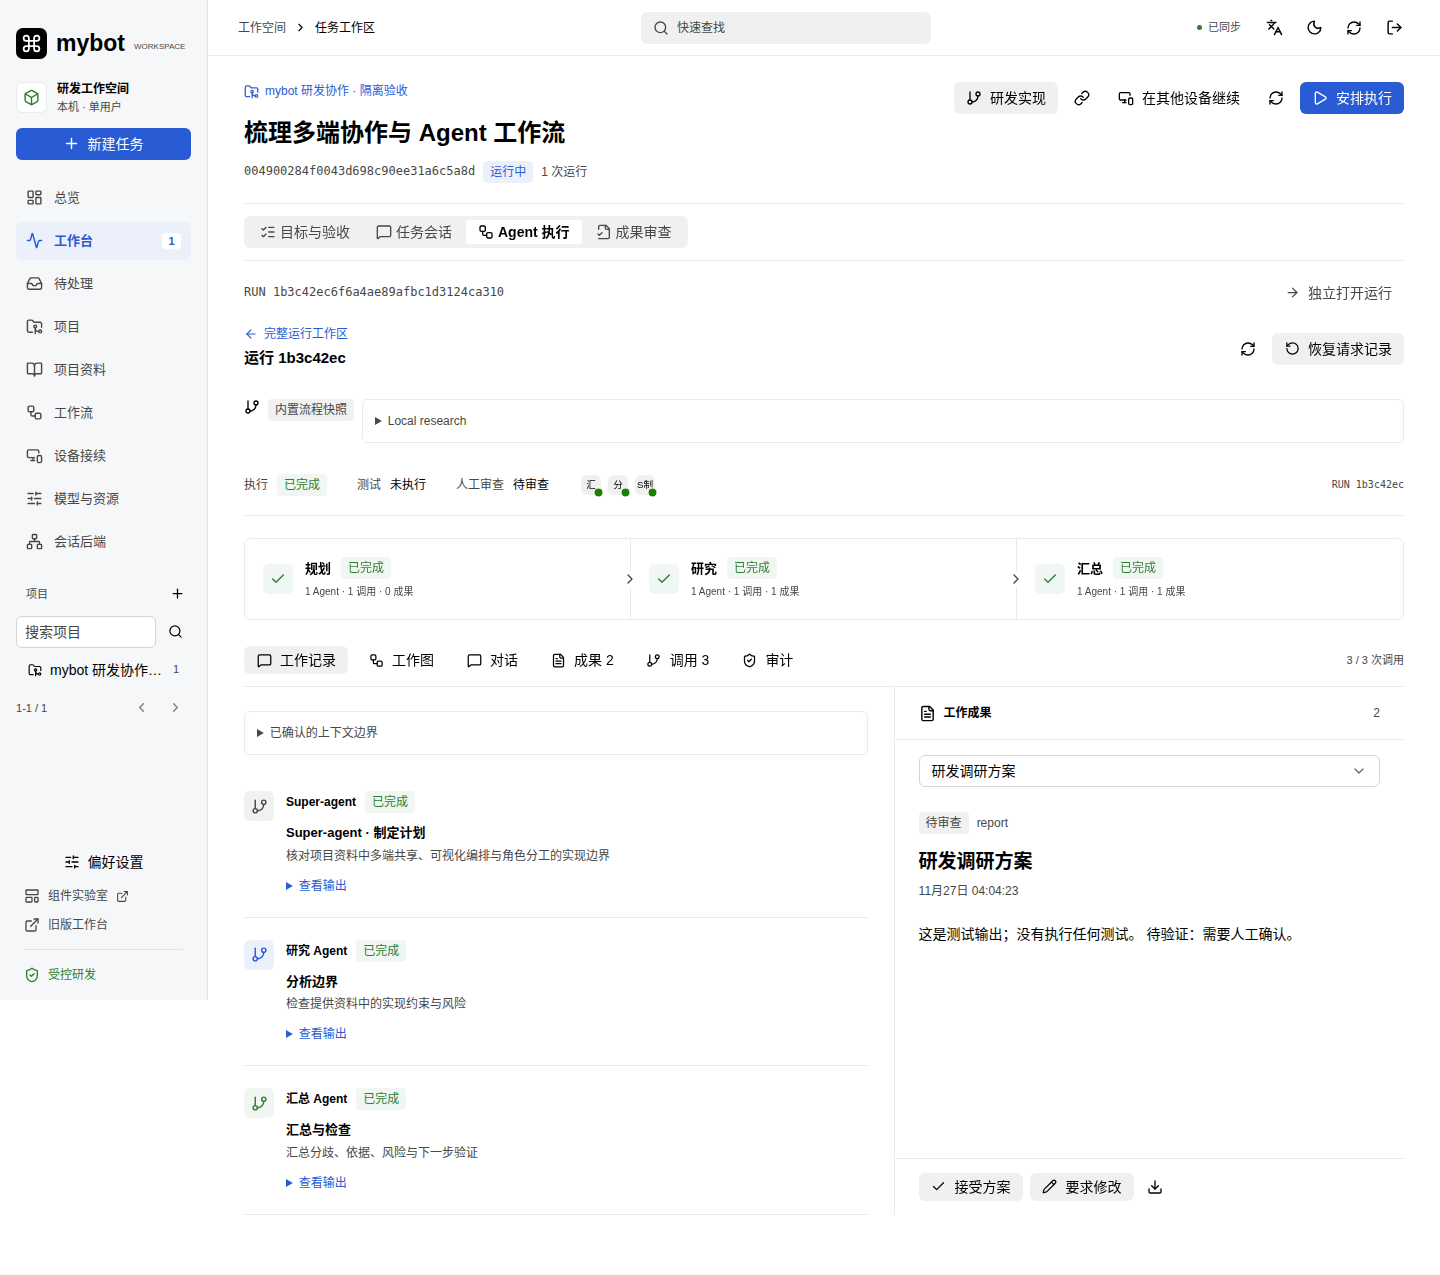 mybot WORKSPACE
研发工作空间
本机 · 单用户
新建任务
总览
工作台 1
待处理
项目
项目资料
工作流
设备接续
模型与资源
会话后端
项目
搜索项目
mybot 研发协作… 1
1-1 / 1
偏好设置
组件实验室
旧版工作台
受控研发
工作空间 任务工作区
快速查找
已同步
mybot 研发协作 · 隔离验收
研发实现 在其他设备继续 安排执行
梳理多端协作与 Agent 工作流
004900284f0043d698c90ee31a6c5a8d 运行中 1 次运行
目标与验收 任务会话 Agent 执行 成果审查
RUN 1b3c42ec6f6a4ae89afbc1d3124ca310 独立打开运行
完整运行工作区
运行 1b3c42ec 恢复请求记录
内置流程快照 Local research
执行 已完成 测试 未执行 人工审查 待审查 汇 分 S制 RUN 1b3c42ec
规划 已完成
1 Agent · 1 调用 · 0 成果
研究 已完成
1 Agent · 1 调用 · 1 成果
汇总 已完成
1 Agent · 1 调用 · 1 成果
工作记录 工作图 对话 成果 2 调用 3 审计 3 / 3 次调用
已确认的上下文边界
Super-agent 已完成
Super-agent · 制定计划
核对项目资料中多端共享、可视化编排与角色分工的实现边界
查看输出
研究 Agent 已完成
分析边界
检查提供资料中的实现约束与风险
查看输出
汇总 Agent 已完成
汇总与检查
汇总分歧、依据、风险与下一步验证
查看输出
工作成果 2
研发调研方案
待审查 report
研发调研方案
11月27日 04:04:23
这是测试输出；没有执行任何测试。 待验证：需要人工确认。
接受方案 要求修改